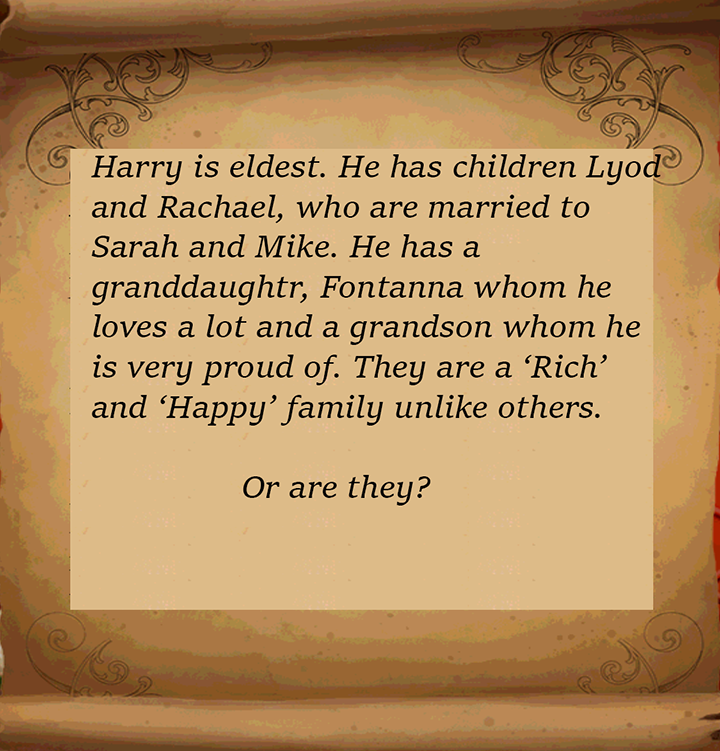 Harry is eldest. He has children Lyod
and Rachael, who are married to
Sarah and Mike. He has a
granddaughtr, Fontanna whom he
loves a lot and a grandson whom he
is very proud of. They are a ‘Rich’
and ‘Happy’ family unlike others.
Or are they?